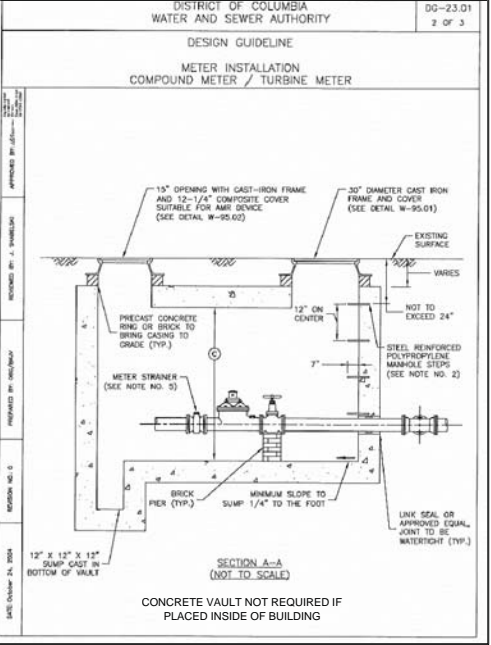 DISTRICT OF COLUMBIA
WATER AND SEWER AUTHORITY
DG-23.01
2 OF 3
DESIGN GUIDELINE
METER INSTALLATION
COMPOUND METER / TURBINE METER
15" OPENING WITH CAST-IRON FRAME
AND 12-1/4" COMPOSITE COVER
SUITABLE FOR AMR DEVICE
(SEE DETAIL W-95.02)
30" DIAMETER CAST IRON
FRAME AND COVER
(SEE DETAIL W-95.01)
EXISTING
SURFACE
VARIES
NOT TO
EXCEED 24"
12" ON
CENTER
PRECAST CONCRETE
RING OR BRICK TO
BRING CASING TO
GRADE (TYP.)
C
STEEL REINFORCED
POLYPROPYLENE
MANHOLE STEPS
(SEE NOTE NO. 2)
7"
METER STRAINER
(SEE NOTE NO. 5)
BRICK
PIER (TYP.)
MINIMUM SLOPE TO
SUMP 1/4" TO THE FOOT
LINK SEAL OR
APPROVED EQUAL,
JOINT TO BE
WATERTIGHT (TYP.)
12" X 12" X 12"
SUMP CAST IN
BOTTOM OF VAULT
SECTION A-A
(NOT TO SCALE)
CONCRETE VAULT NOT REQUIRED IF
PLACED INSIDE OF BUILDING
APPROVED BY:
REVIEWED BY: J.
PREPARED BY:
REVISION NO.: 0
DATE: October 24, 2004